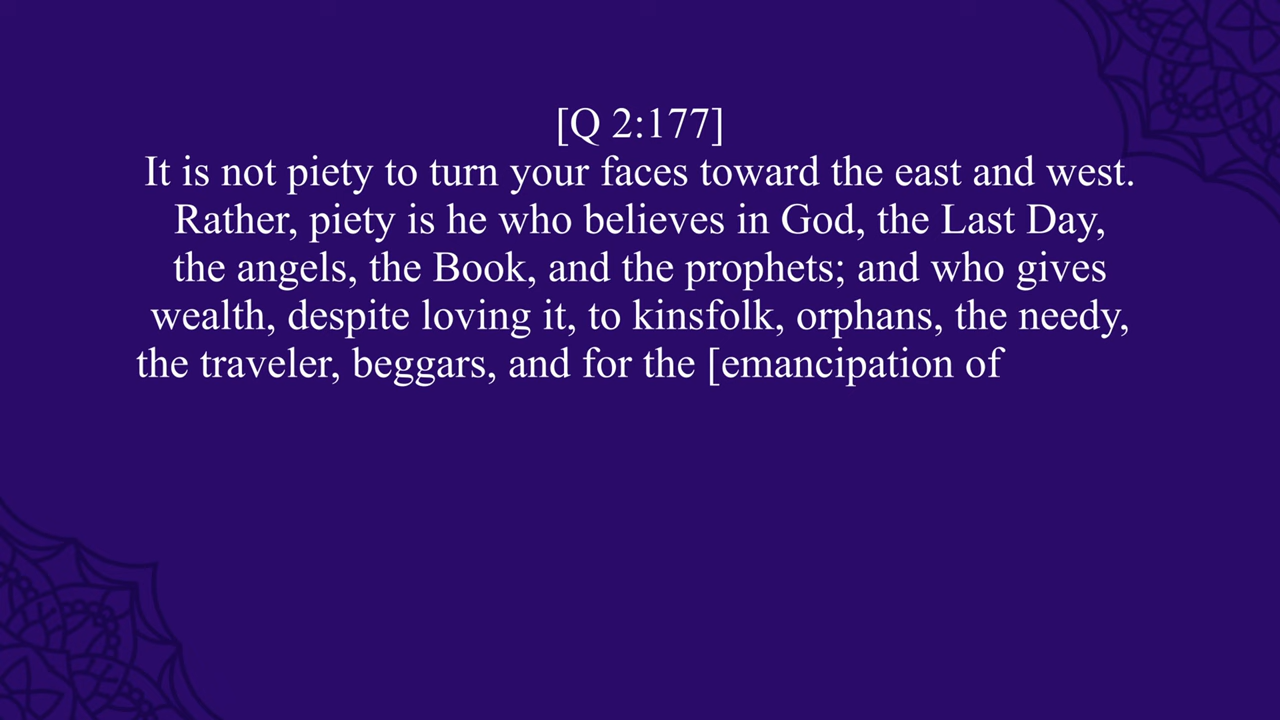 [Q 2:177]
It is not piety to turn your faces toward the east and west.
Rather, piety is he who believes in God, the Last Day,
the angels, the Book, and the prophets; and who gives
wealth, despite loving it, to kinsfolk, orphans, the needy,
the traveler, beggars, and for the [emancipation of